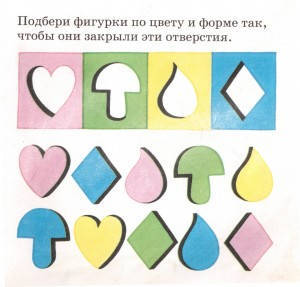 Подбери фигурки по цвету и форме так,
чтобы они закрыли эти отверстия.